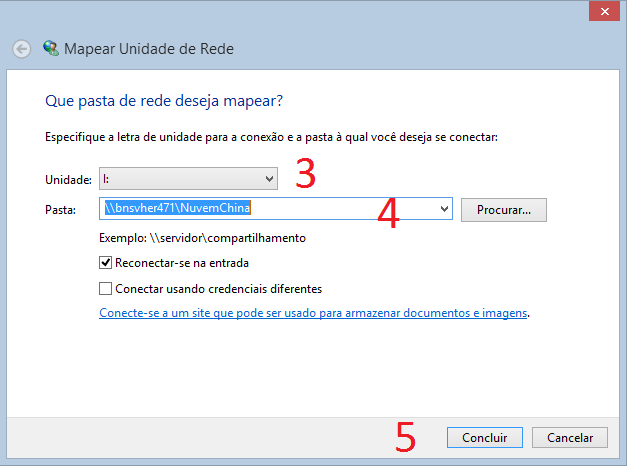 Mapear Unidade de Rede
Que pasta de rede deseja mapear?
Especifique a letra de unidade para a conexão e a pasta à qual você deseja se conectar:
Unidade: I: 3
Pasta: \\bnsvher471\NuvemChina 4 Procurar...
Exemplo: \\servidor\compartilhamento
Reconectar-se na entrada
Conectar usando credenciais diferentes
Conecte-se a um site que pode ser usado para armazenar documentos e imagens.
5 Concluir Cancelar